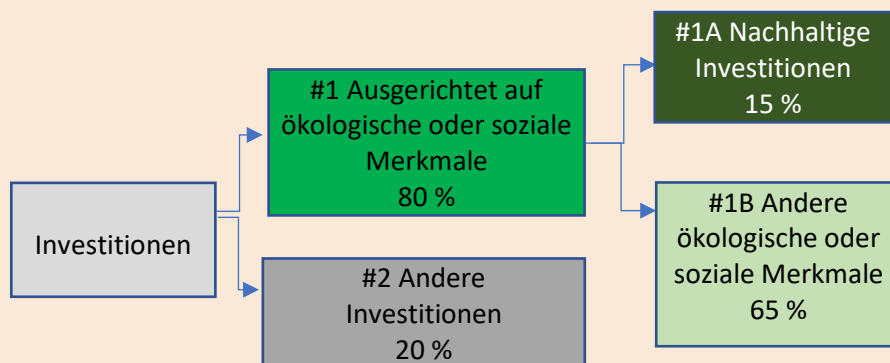 Investitionen
#1 Ausgerichtet auf
ökologische oder soziale
Merkmale
80 %
#2 Andere
Investitionen
20 %
#1A Nachhaltige
Investitionen
15 %
#1B Andere
ökologische oder
soziale Merkmale
65 %